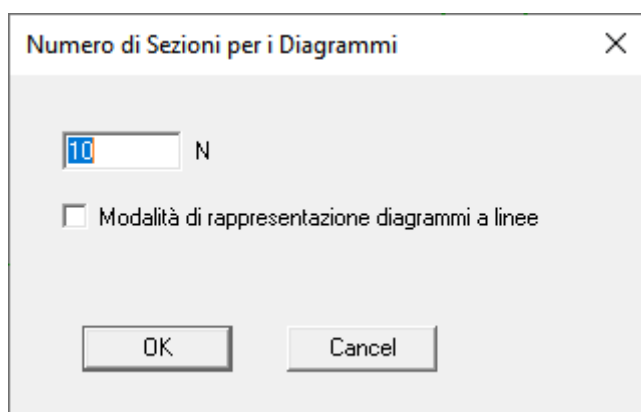 Numero di Sezioni per i Diagrammi
10 N
Modalità di rappresentazione diagrammi a linee
OK Cancel